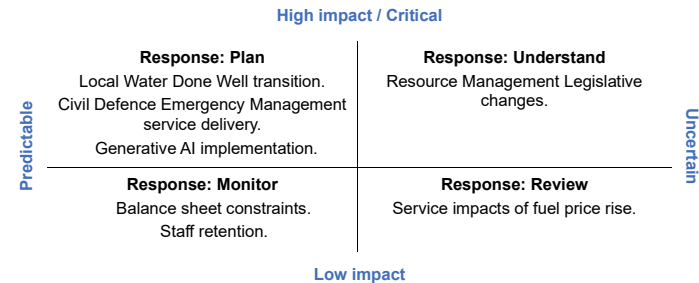 High impact / Critical
Predictable
Response: Plan
Local Water Done Well transition.
Civil Defence Emergency Management
service delivery.
Generative AI implementation.
Response: Understand
Resource Management Legislative
changes.
Uncertain
Response: Monitor
Balance sheet constraints.
Staff retention.
Response: Review
Service impacts of fuel price rise.
Low impact